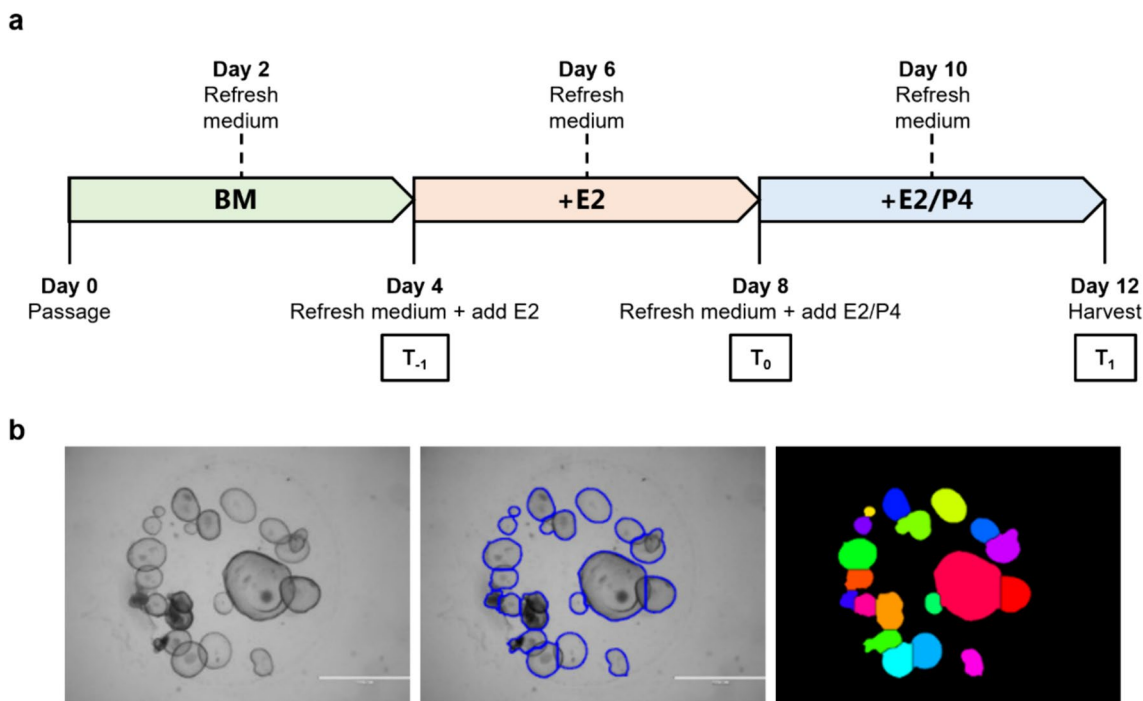 a
Day 2
Refresh
medium
Day 6
Refresh
medium
Day 10
Refresh
medium
BM
+E2
+E2/P4
Day 0
Passage
Day 4
Refresh medium + add E2
Day 8
Refresh medium + add E2/P4
Day 12
Harvest
T-1
T0
T1
b